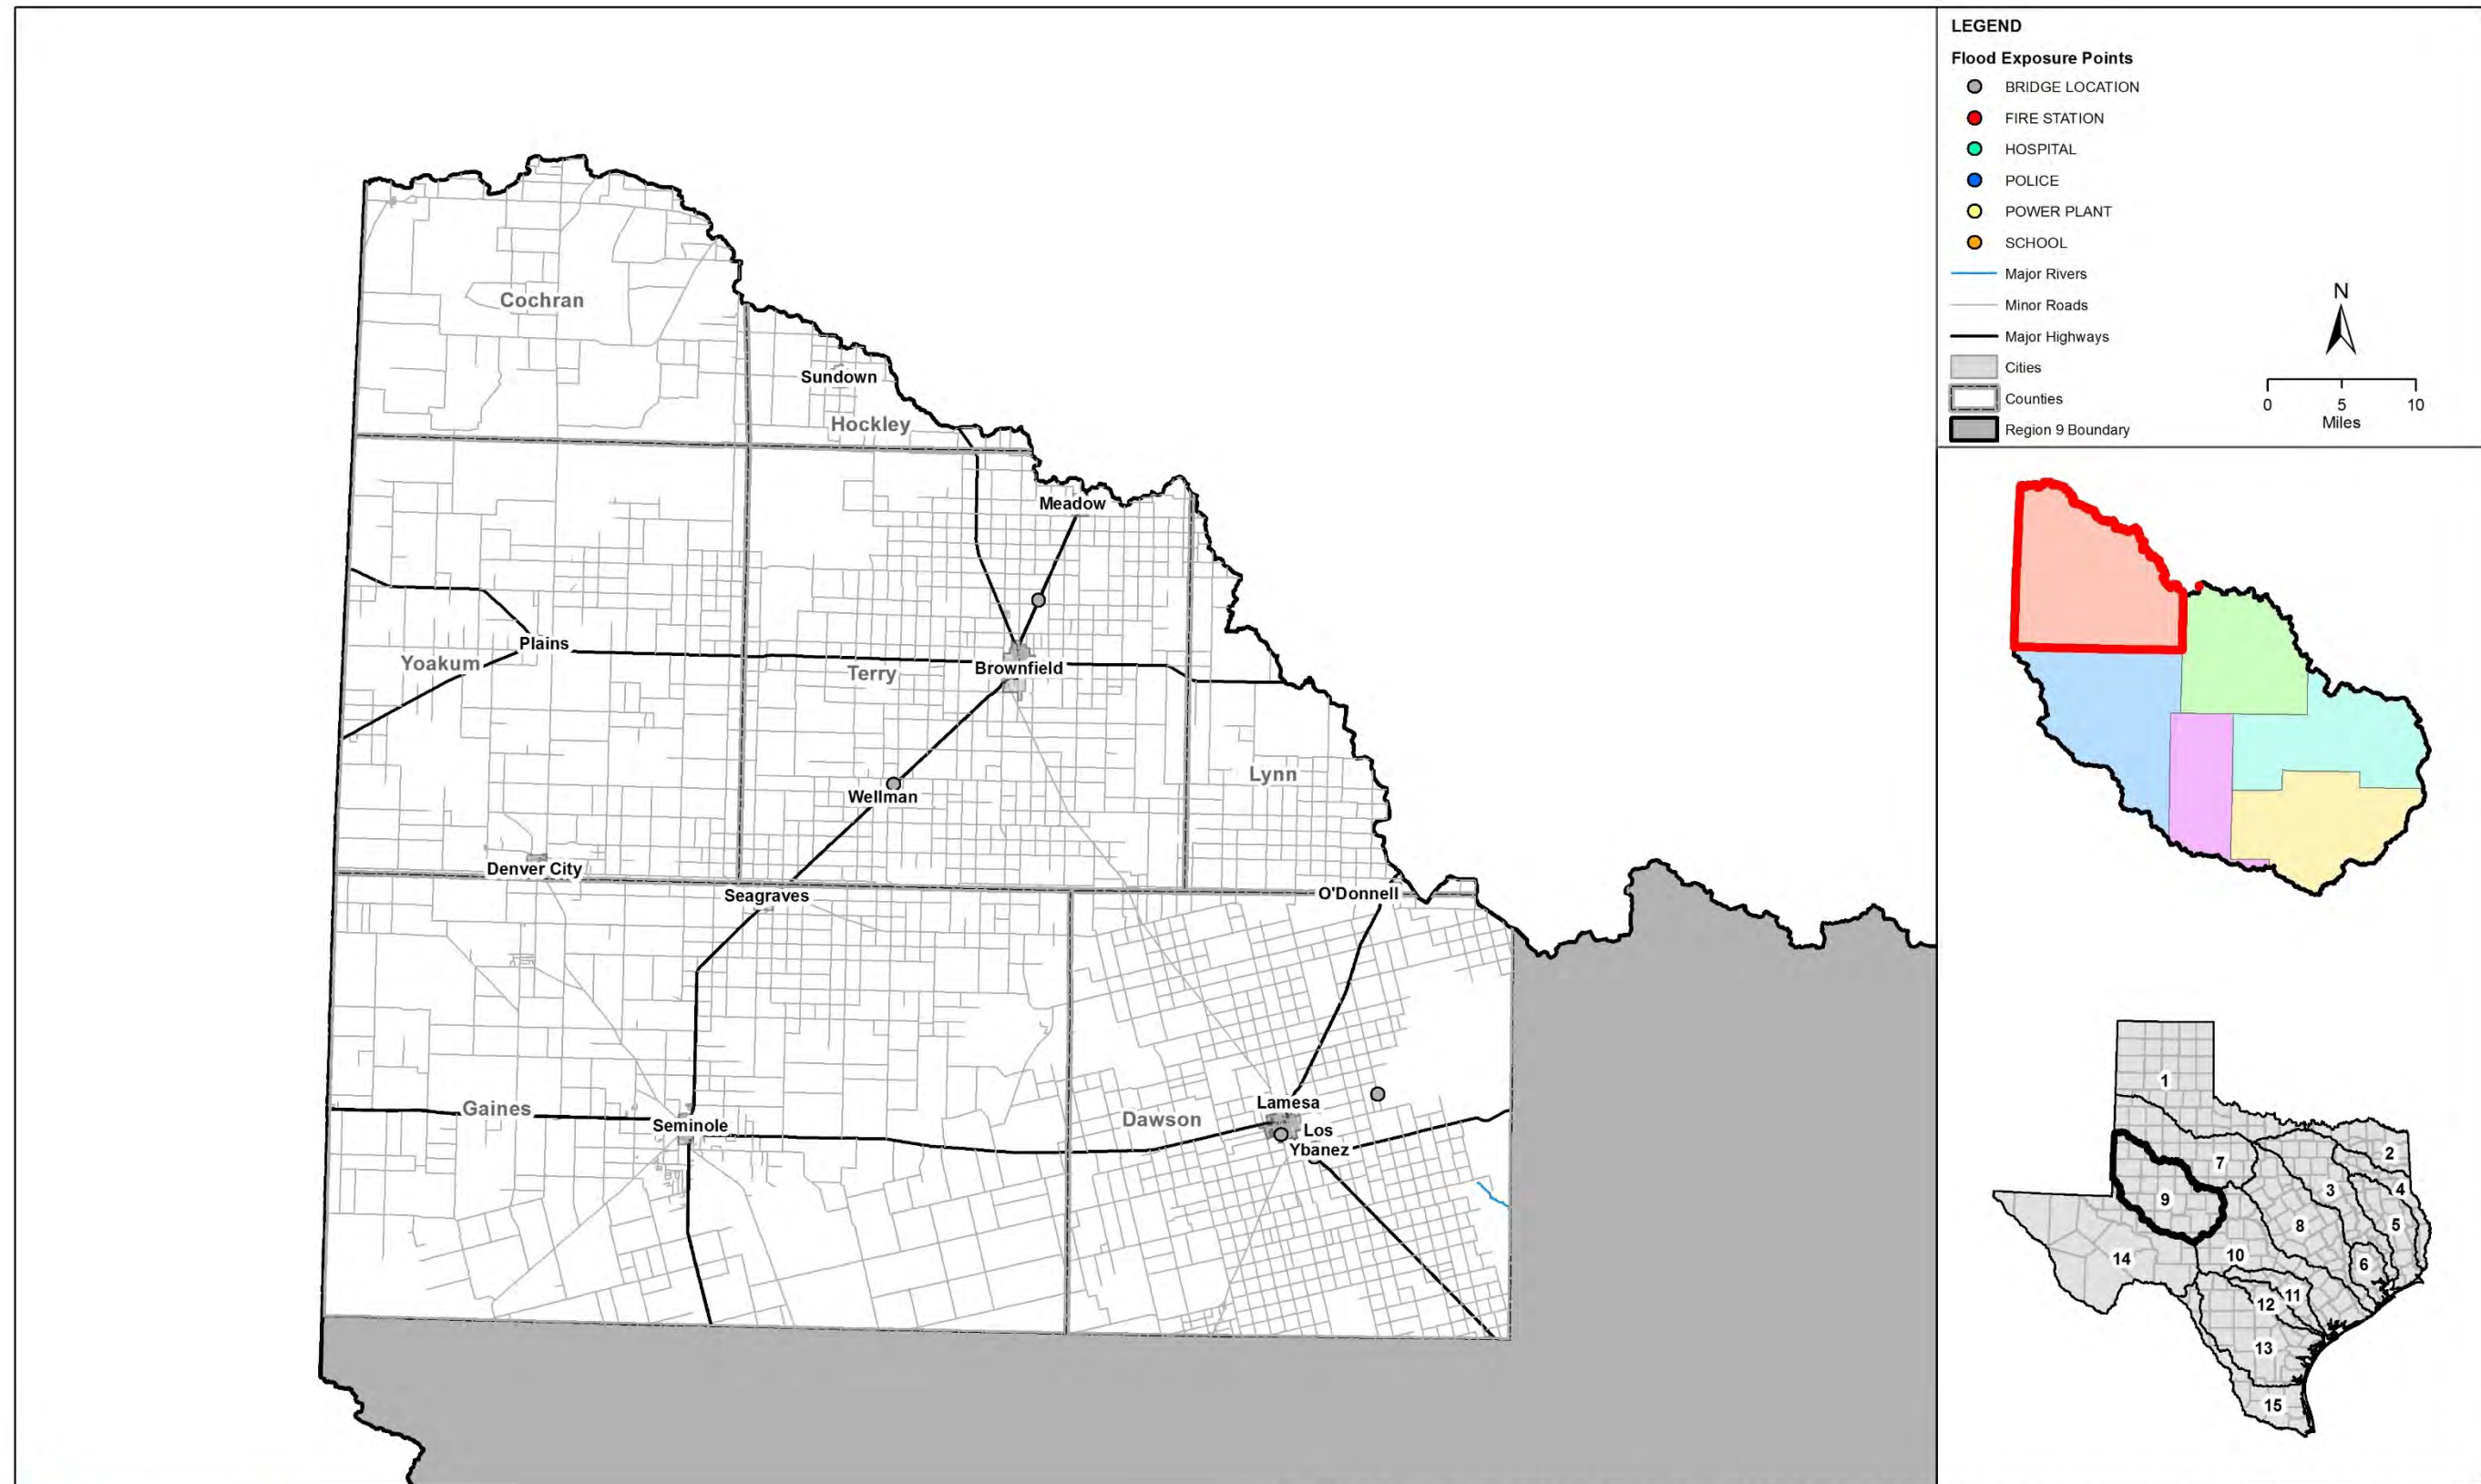 LEGEND
Flood Exposure Points
BRIDGE LOCATION
FIRE STATION
HOSPITAL
POLICE
POWER PLANT
SCHOOL
Major Rivers
Minor Roads
Major Highways
Cities
Counties
Region 9 Boundary
N
0 5 10
Miles
Cochran
Sundown
Hockley
Meadow
Plains
Yoakum
Terry
Brownfield
Wellman
Lynn
Denver City
Seagraves
O'Donnell
Gaines
Seminole
Dawson
Lamesa
Los
Ybanez
1
2
7
3
4
9
8
5
10
14
6
11
12
13
15